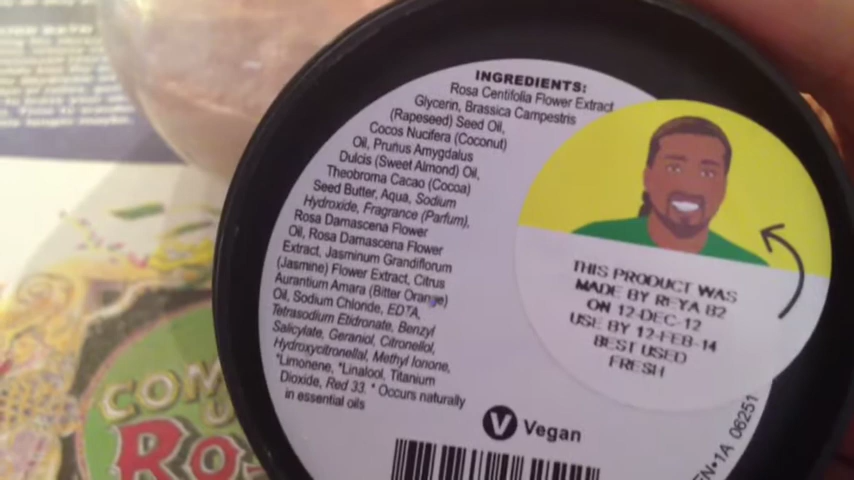 INGREDIENTS:
Rosa Centifolia Flower Extract
Glycerin, Brassica Campestris
(Rapeseed) Seed Oil,
Cocos Nucifera (Coconut)
Oil, Prunus Amygdalus
Dulcis (Sweet Almond) Oil,
Theobroma Cacao (Cocoa)
Seed Butter, Aqua, Sodium
Hydroxide, Fragrance (Parfum),
Rosa Damascena Flower
Oil, Rosa Damascena Flower
Extract, Jasminum Grandiflorum
(Jasmine) Flower Extract, Citrus
Aurantium Amara (Bitter Orange)
Oil, Sodium Chloride, EDTA,
Tetrasodium Etidronate, Benzyl
Salicylate, Geraniol, Citronellol,
Hydroxycitronellal, Methyl Ionone,
*Limonene, *Linalool, Titanium
Dioxide, Red 33. * Occurs naturally
in essential oils
V Vegan
THIS PRODUCT WAS
MADE BY REYA B2
ON 12-DEC-12
USE BY 12-FEB-14
BEST USED
FRESH
EN•1A 06251
COM
RO